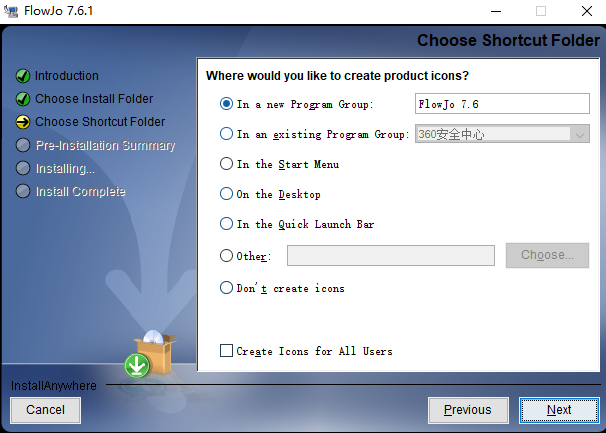 FlowJo 7.6.1
Choose Shortcut Folder
Introduction
Choose Install Folder
Choose Shortcut Folder
Pre-Installation Summary
Installing...
Install Complete
Where would you like to create product icons?
In a new Program Group: FlowJo 7.6
In an existing Program Group: 360安全中心
In the Start Menu
On the Desktop
In the Quick Launch Bar
Other: Choose...
Don't create icons
Create Icons for All Users
InstallAnywhere
Cancel Previous Next